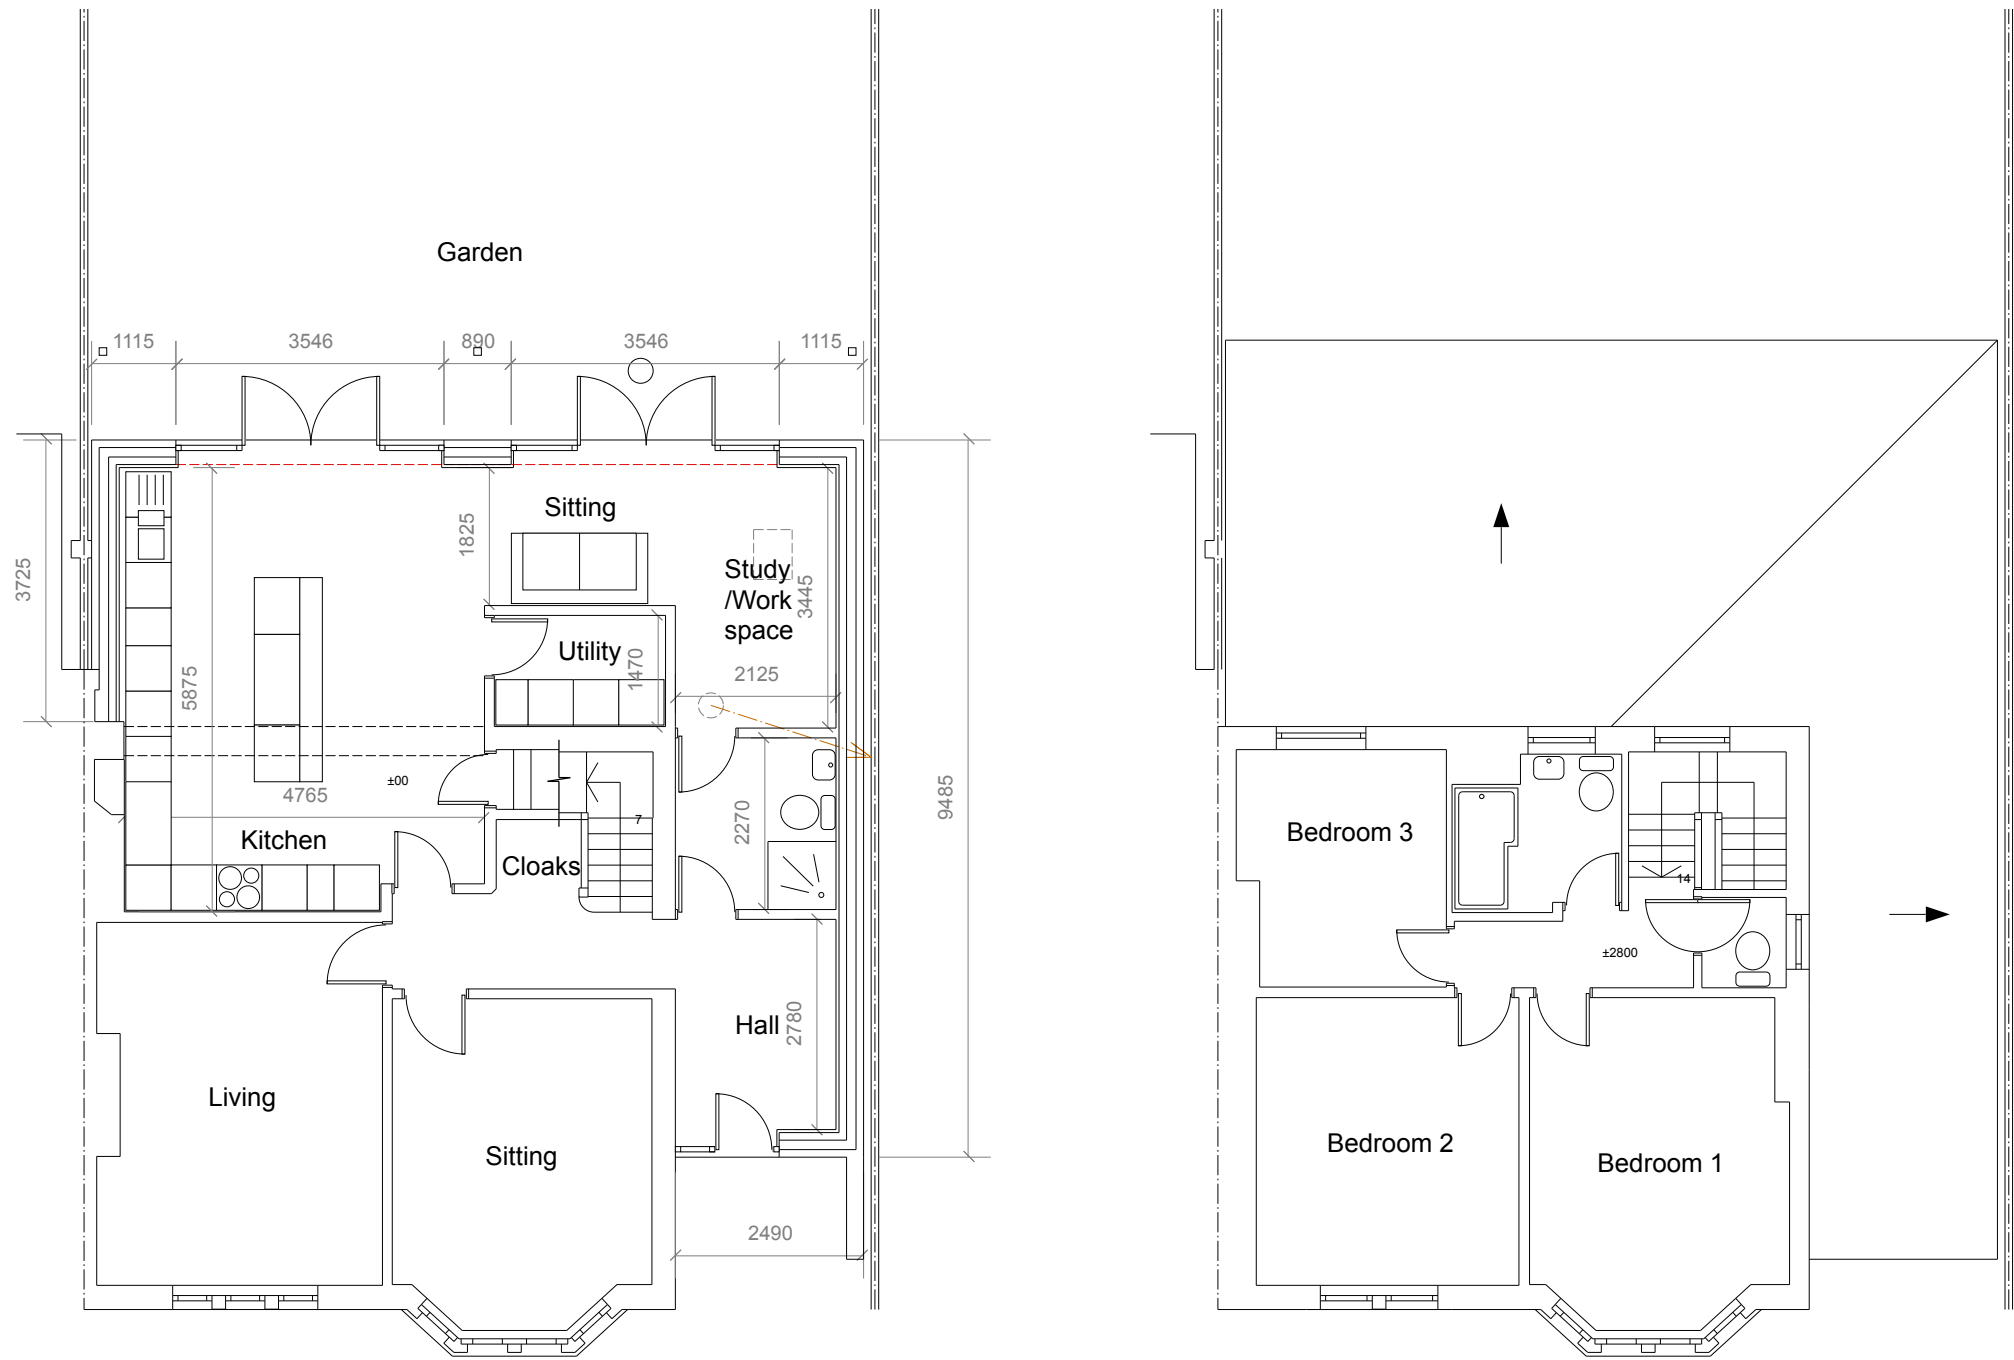 Garden
1115
3546
890
3546
1115
3725
5875
1825
Sitting
Study
/Work
space
3445
Utility
1470
2125
±00
4765
Kitchen
Cloaks
7
2270
9485
Hall
2780
Living
Sitting
2490
Bedroom 3
14
±2800
Bedroom 2
Bedroom 1